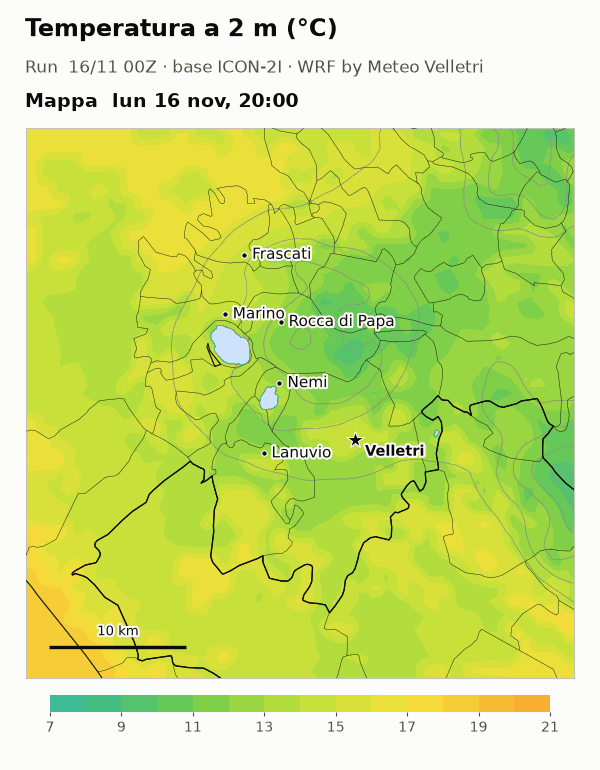 Temperatura a 2 m (°C)
Run 16/11 00Z · base ICON-2I · WRF by Meteo Velletri
Mappa lun 16 nov, 20:00
Frascati
Marino
Rocca di Papa
Nemi
Velletri
Lanuvio
10 km
7 9 11 13 15 17 19 21